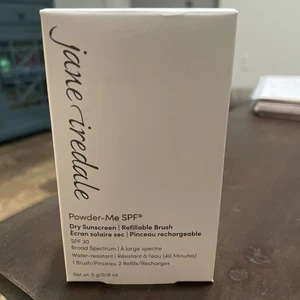 jane iredale
Powder-Me SPF®
Dry Sunscreen | Refillable Brush
Écran solaire sec | Pinceau rechargeable
SPF 30
Broad Spectrum | À large spectre
Water-resistant | Résistant à l'eau (40 Minutes)
1 Brush/Pinceau, 2 Refills/Recharges
Net wt. 5 g/0.18 oz